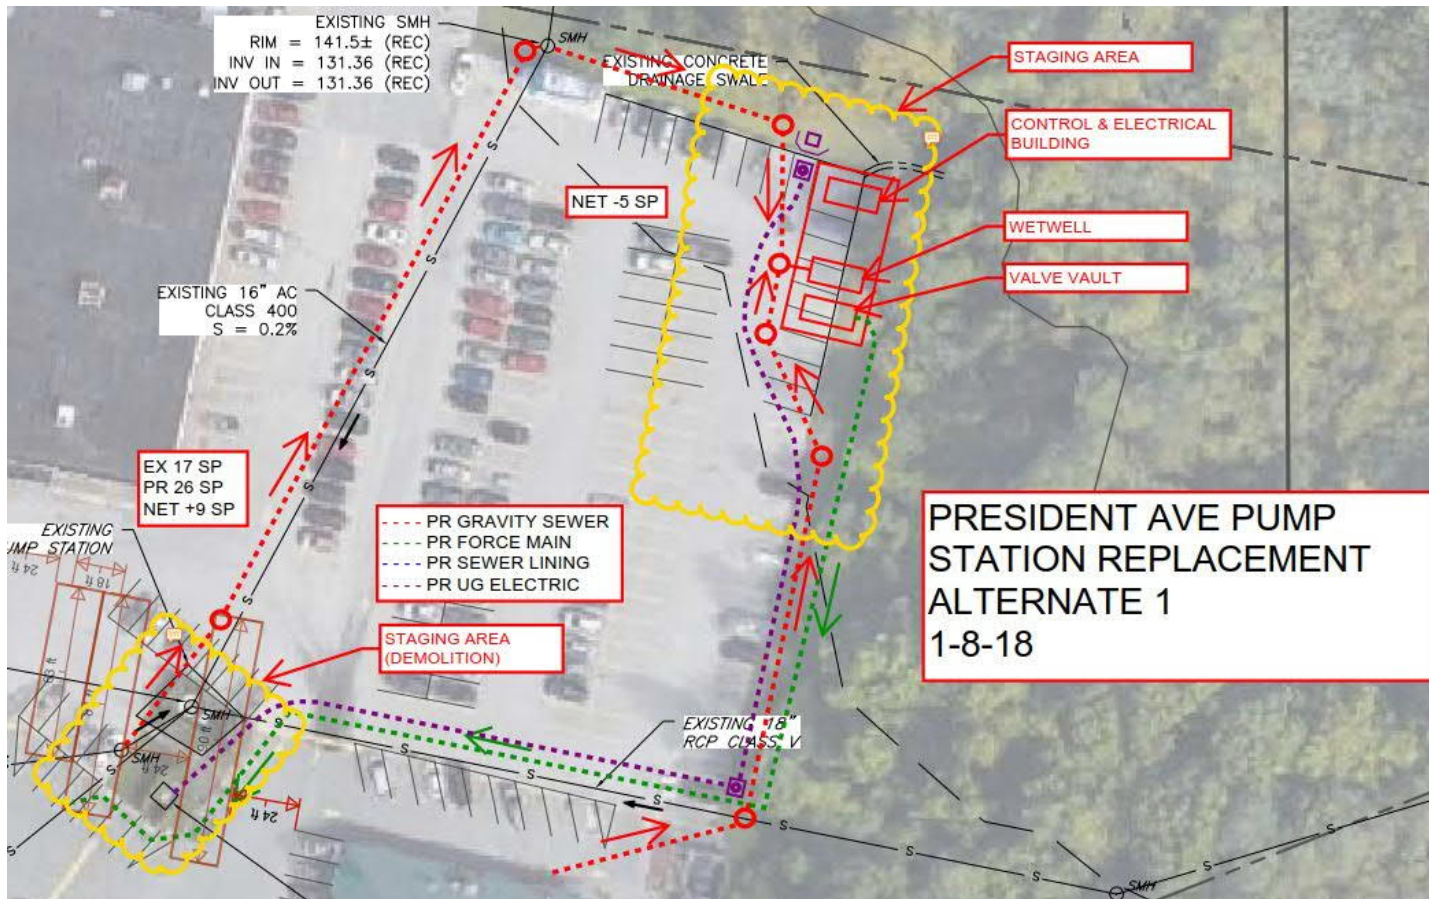 EXISTING SMH
RIM = 141.5± (REC)
INV IN = 131.36 (REC)
INV OUT = 131.36 (REC)
SMH
EXISTING CONCRETE
DRAINAGE SWALE
STAGING AREA
CONTROL & ELECTRICAL
BUILDING
S
NET -5 SP
WETWELL
VALVE VAULT
S
EXISTING 16" AC
CLASS 400
S = 0.2%
S
S
EX 17 SP
PR 26 SP
NET +9 SP
EXISTING
UMP STATION
PR GRAVITY SEWER
PR FORCE MAIN
PR SEWER LINING
PR UG ELECTRIC
PRESIDENT AVE PUMP
STATION REPLACEMENT
ALTERNATE 1
1-8-18
24 ft
18 ft
S
STAGING AREA
(DEMOLITION)
SMH
S
EXISTING 18"
RCP CLASS V
SMH
S
24 ft
S
S
S
24 ft
S
S
S
S
S
SMH